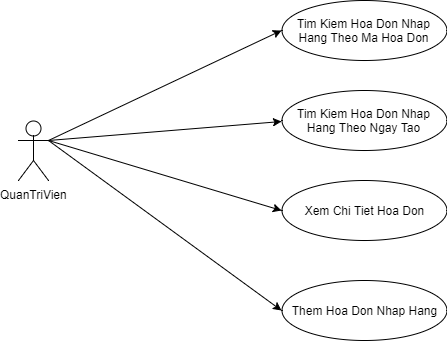 Tim Kiem Hoa Don Nhap
Hang Theo Ma Hoa Don
Tim Kiem Hoa Don Nhap
Hang Theo Ngay Tao
QuanTriVien
Xem Chi Tiet Hoa Don
Them Hoa Don Nhap Hang